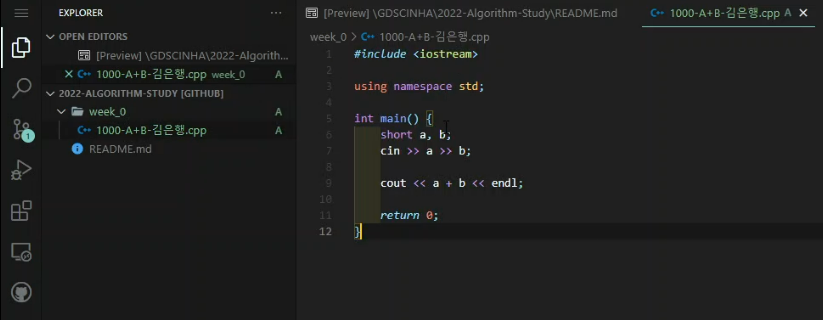 EXPLORER
OPEN EDITORS
[Preview] \GDSCINHA\2022-Algorith...
1000-A+B-김은행.cpp week_0 A
2022-ALGORITHM-STUDY [GITHUB]
week_0
1000-A+B-김은행.cpp A
README.md
1
[Preview] \GDSCINHA\2022-Algorithm-Study\README.md
1000-A+B-김은행.cpp A
week_0 > 1000-A+B-김은행.cpp
1 #include <iostream>
2
3 using namespace std;
4
5 int main() {
6 short a, b;
7 cin >> a >> b;
8
9 cout << a + b << endl;
10
11 return 0;
12 }